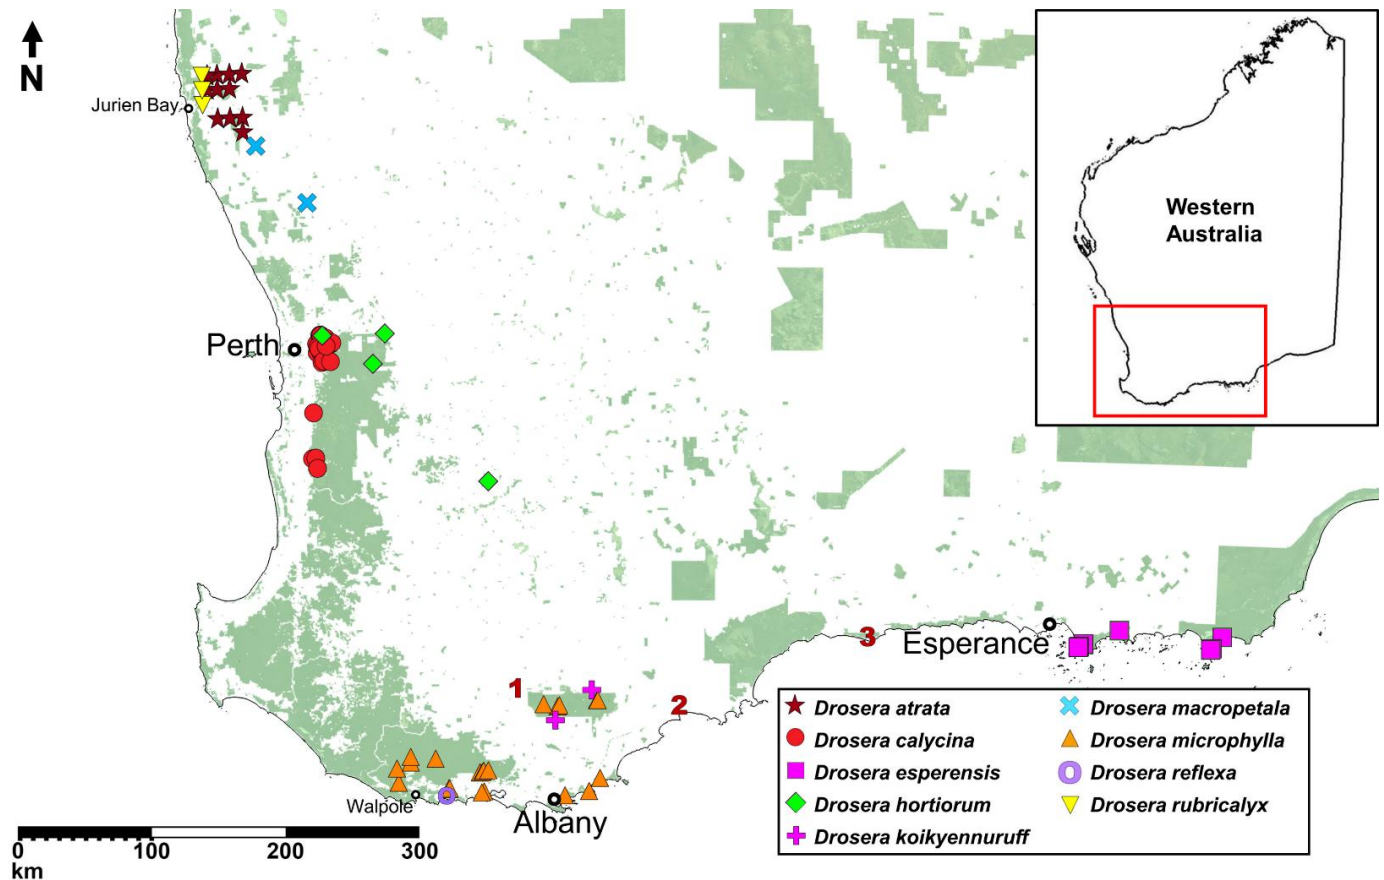 N
Jurien Bay
Western
Australia
Perth
3
Esperance
1
2
Walpole
Albany
Drosera atrata
Drosera calycina
Drosera esperensis
Drosera hortiorum
Drosera koikyennuruff
Drosera macropetala
Drosera microphylla
Drosera reflexa
Drosera rubricalyx
0 100 200 300
km